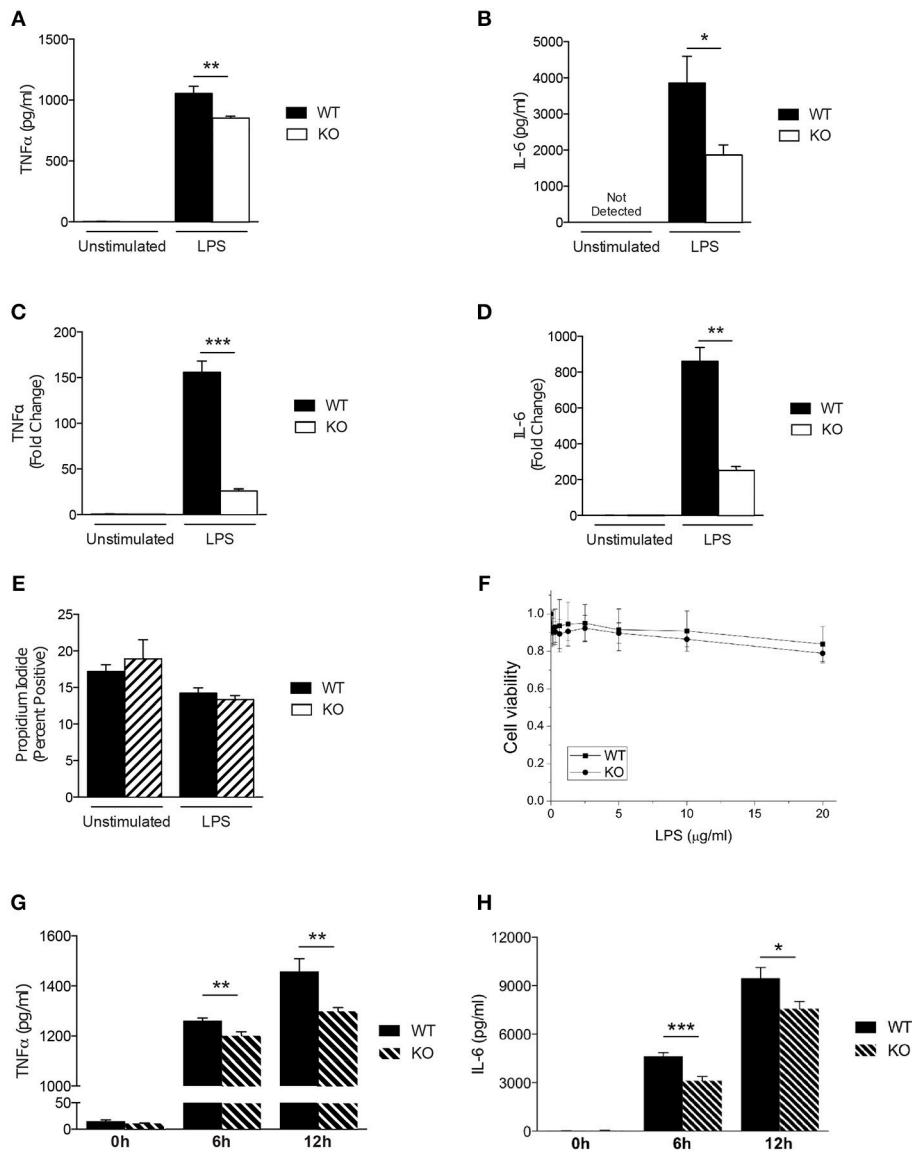 A
TNFα (pg/ml)
1500
1000
500
0
**
WT
KO
Unstimulated
LPS
B
IL-6 (pg/ml)
5000
4000
3000
2000
1000
0
*
Not
Detected
WT
KO
Unstimulated
LPS
C
TNFα
(Fold Change)
200
150
100
50
0
***
WT
KO
Unstimulated
LPS
D
IL-6
(Fold Change)
1000
800
600
400
200
0
**
WT
KO
Unstimulated
LPS
E
Propidium Iodide
(Percent Positive)
25
20
15
10
5
0
WT
KO
Unstimulated
LPS
F
Cell viability
1.0
0.8
0.6
0.4
0.2
0.0
WT
KO
0
5
10
15
20
LPS (μg/ml)
G
TNFα (pg/ml)
1600
1400
1200
1000
50
0
**
**
WT
KO
0h
6h
12h
H
IL-6 (pg/ml)
12000
9000
6000
3000
0
***
*
WT
KO
0h
6h
12h